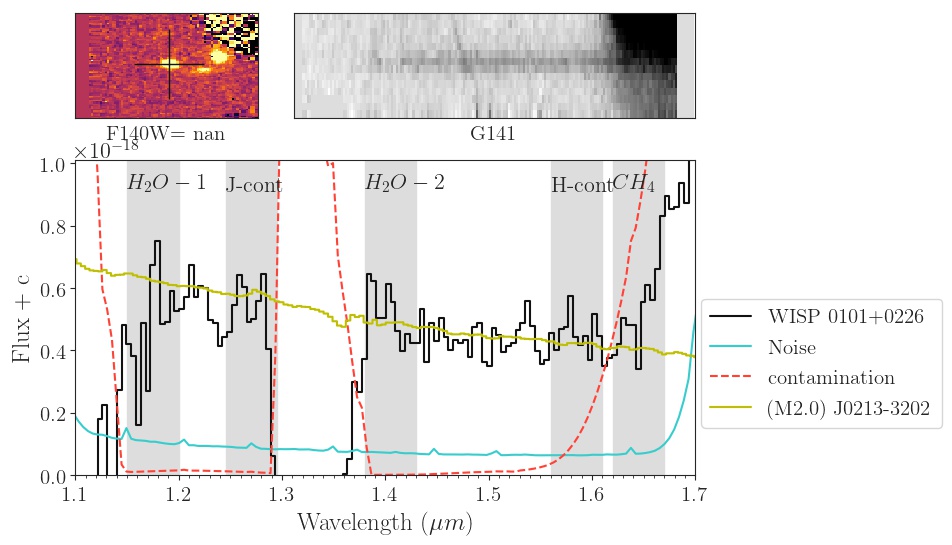 F140W= nan
G141
×10⁻¹⁸
H₂O − 1
J-cont
H₂O − 2
H-cont
CH₄
1.0
0.8
0.6
0.4
0.2
0.0
Flux + c
1.1 1.2 1.3 1.4 1.5 1.6 1.7
Wavelength (μm)
WISP 0101+0226
Noise
contamination
(M2.0) J0213-3202